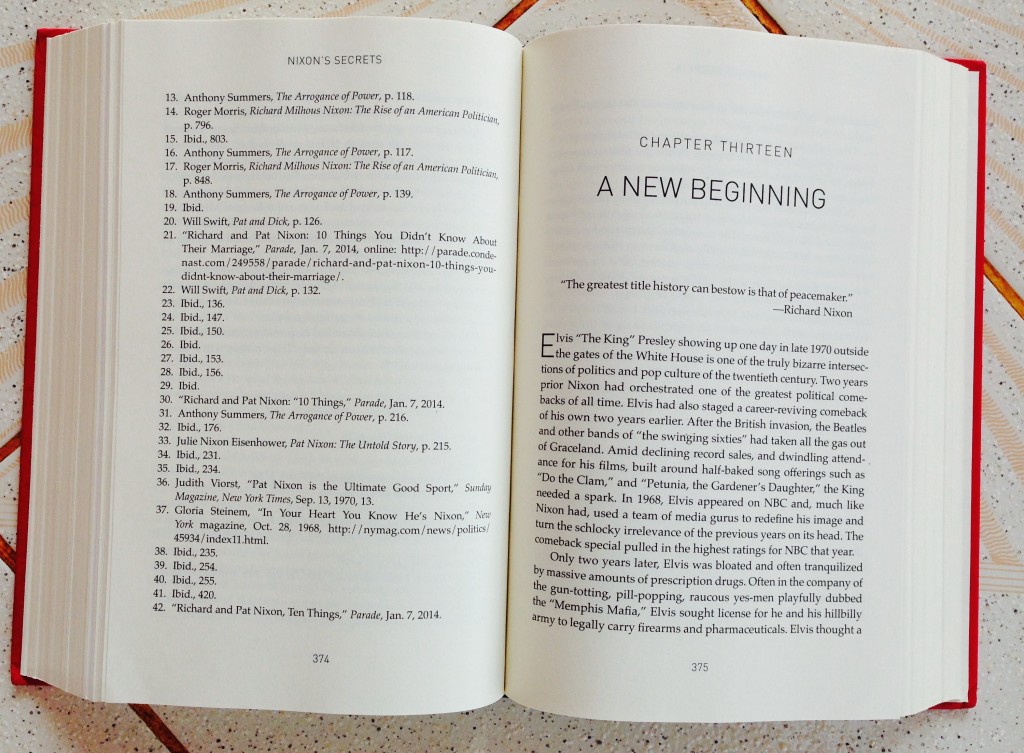 NIXON'S SECRETS
13. Anthony Summers, The Arrogance of Power, p. 118.
14. Roger Morris, Richard Milhous Nixon: The Rise of an American Politician,
p. 796.
15. Ibid., 803.
16. Anthony Summers, The Arrogance of Power, p. 117.
17. Roger Morris, Richard Milhous Nixon: The Rise of an American Politician,
p. 848.
18. Anthony Summers, The Arrogance of Power, p. 139.
19. Ibid.
20. Will Swift, Pat and Dick, p. 126.
21. “Richard and Pat Nixon: 10 Things You Didn’t Know About
Their Marriage,” Parade, Jan. 7, 2014, online: http://parade.conde-
nast.com/249558/parade/richard-and-pat-nixon-10-things-you-
didnt-know-about-their-marriage/.
22. Will Swift, Pat and Dick, p. 132.
23. Ibid., 136.
24. Ibid., 147.
25. Ibid., 150.
26. Ibid.
27. Ibid., 153.
28. Ibid., 156.
29. Ibid.
30. “Richard and Pat Nixon: “10 Things,” Parade, Jan. 7, 2014.
31. Anthony Summers, The Arrogance of Power, p. 216.
32. Ibid., 176.
33. Julie Nixon Eisenhower, Pat Nixon: The Untold Story, p. 215.
34. Ibid., 231.
35. Ibid., 234.
36. Judith Viorst, “Pat Nixon is the Ultimate Good Sport,” Sunday
Magazine, New York Times, Sep. 13, 1970, 13.
37. Gloria Steinem, “In Your Heart You Know He’s Nixon,” New
York magazine, Oct. 28, 1968, http://nymag.com/news/politics/
45934/index11.html.
38. Ibid., 235.
39. Ibid., 254.
40. Ibid., 255.
41. Ibid., 420.
42. “Richard and Pat Nixon, Ten Things,” Parade, Jan. 7, 2014.
374
CHAPTER THIRTEEN
A NEW BEGINNING
“The greatest title history can bestow is that of peacemaker.”
—Richard Nixon
Elvis “The King” Presley showing up one day in late 1970 outside
the gates of the White House is one of the truly bizarre intersec-
tions of politics and pop culture of the twentieth century. Two years
prior Nixon had orchestrated one of the greatest political come-
backs of all time. Elvis had also staged a career-reviving comeback
of his own two years earlier. After the British invasion, the Beatles
and other bands of “the swinging sixties” had taken all the gas out
of Graceland. Amid declining record sales, and dwindling attend-
ance for his films, built around half-baked song offerings such as
“Do the Clam,” and “Petunia, the Gardener’s Daughter,” the King
needed a spark. In 1968, Elvis appeared on NBC and, much like
Nixon had, used a team of media gurus to redefine his image and
turn the schlocky irrelevance of the previous years on its head. The
comeback special pulled in the highest ratings for NBC that year.
Only two years later, Elvis was bloated and often tranquilized
by massive amounts of prescription drugs. Often in the company of
the gun-totting, pill-popping, raucous yes-men playfully dubbed
the “Memphis Mafia,” Elvis sought license for he and his hillbilly
army to legally carry firearms and pharmaceuticals. Elvis thought a
375